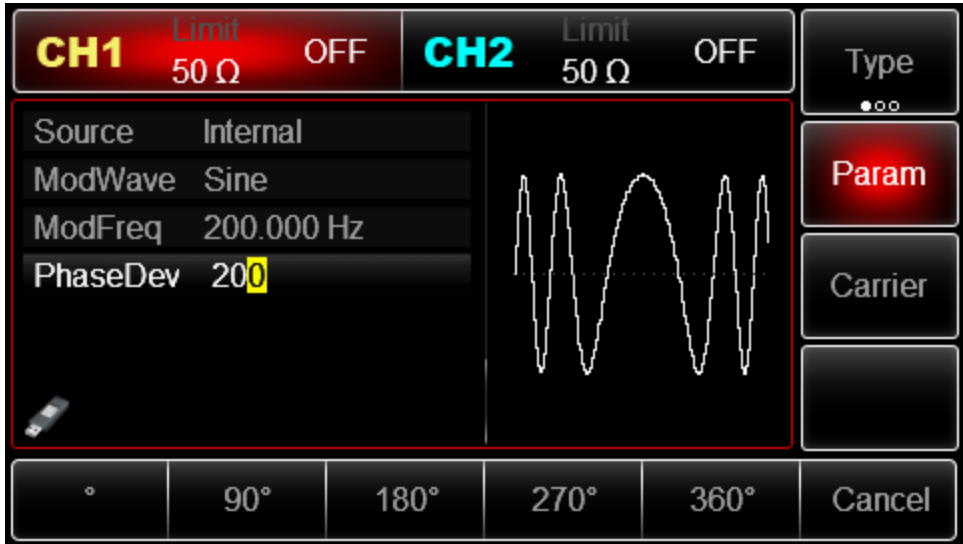 CH1 Limit 50 Ω OFF CH2 Limit 50 Ω OFF Type
Source Internal
ModWave Sine
Param
ModFreq 200.000 Hz
PhaseDev 200
Carrier
° 90° 180° 270° 360° Cancel